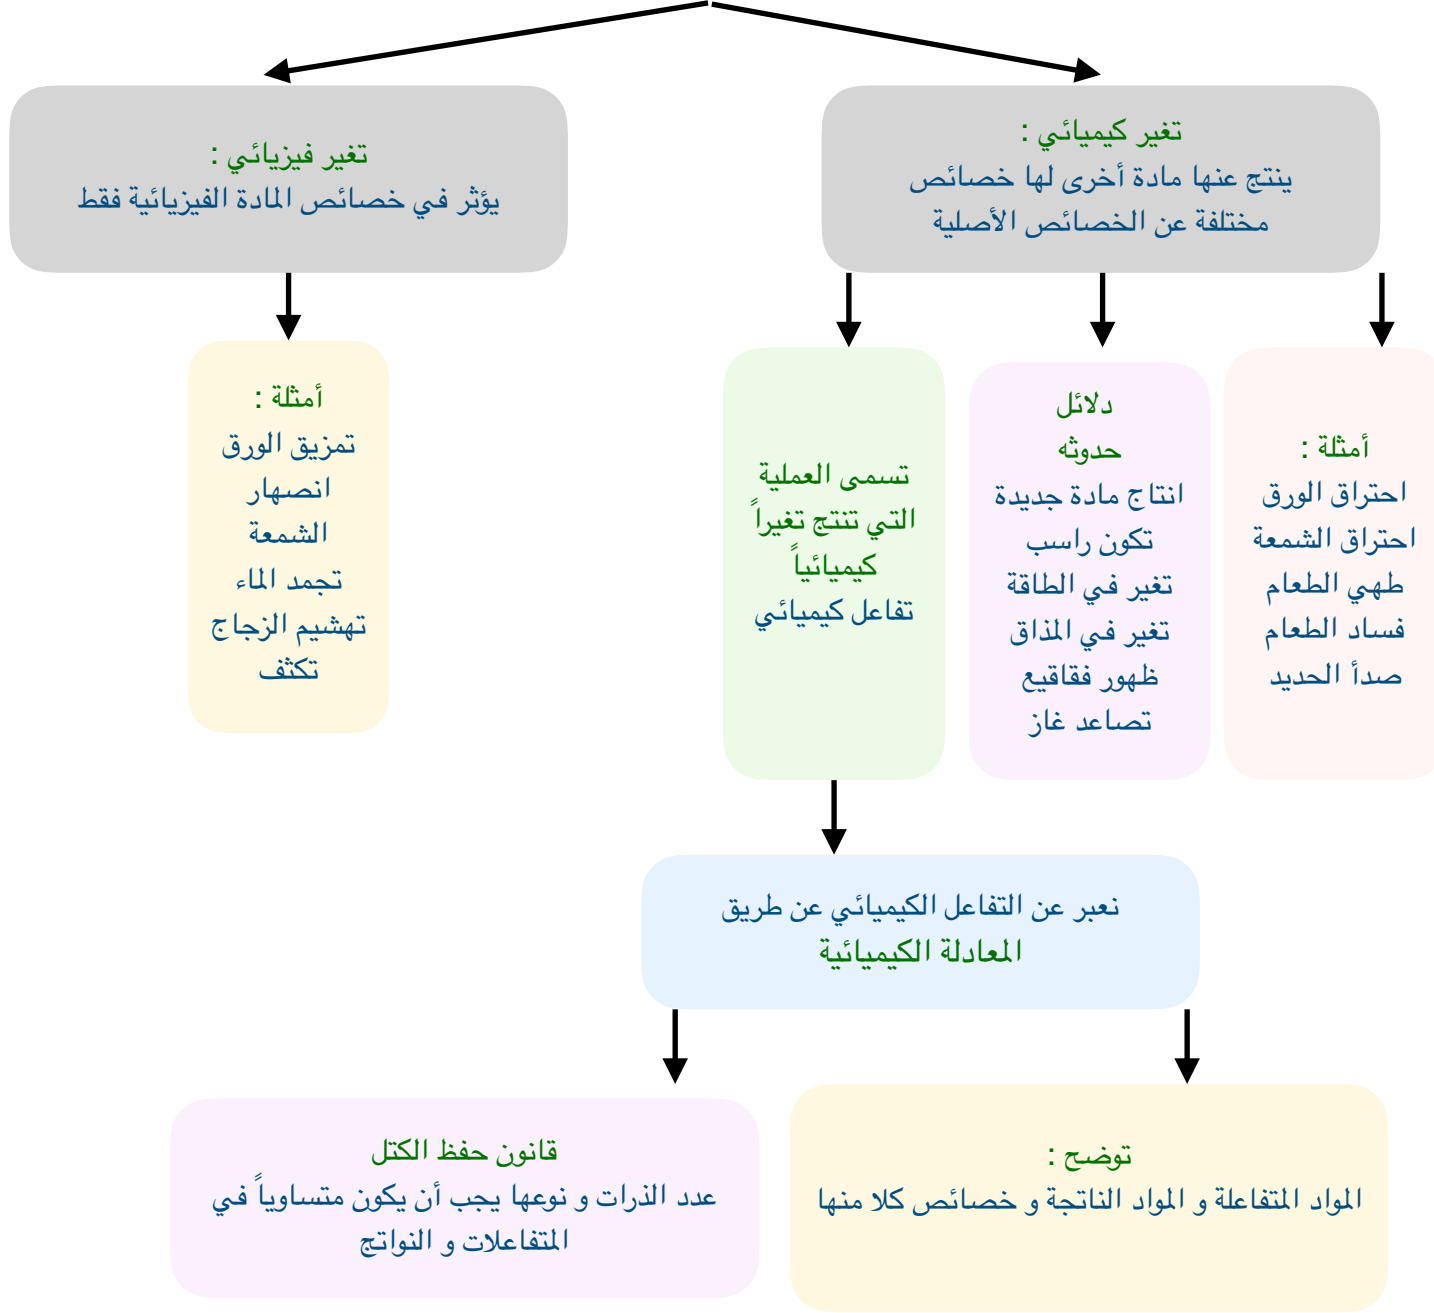 تغير كيميائي :
ينتج عنها مادة أخرى لها خصائص
مختلفة عن الخصائص الأصلية
تغير فيزيائي :
يؤثر في خصائص المادة الفيزيائية فقط
أمثلة :
احتراق الورق
احتراق الشمعة
طهي الطعام
فساد الطعام
صدأ الحديد
دلائل
حدوثه
انتاج مادة جديدة
تكون راسب
تغير في الطاقة
تغير في المذاق
ظهور فقاقيع
تصاعد غاز
تسمى العملية
التي تنتج تغيراً
كيميائياً
تفاعل كيميائي
أمثلة :
تمزيق الورق
انصهار
الشمعة
تجمد الماء
تهشيم الزجاج
تكثف
نعبر عن التفاعل الكيميائي عن طريق
المعادلة الكيميائية
توضح :
المواد المتفاعلة و المواد الناتجة و خصائص كلا منها
قانون حفظ الكتل
عدد الذرات و نوعها يجب أن يكون متساوياً في
المتفاعلات و النواتج